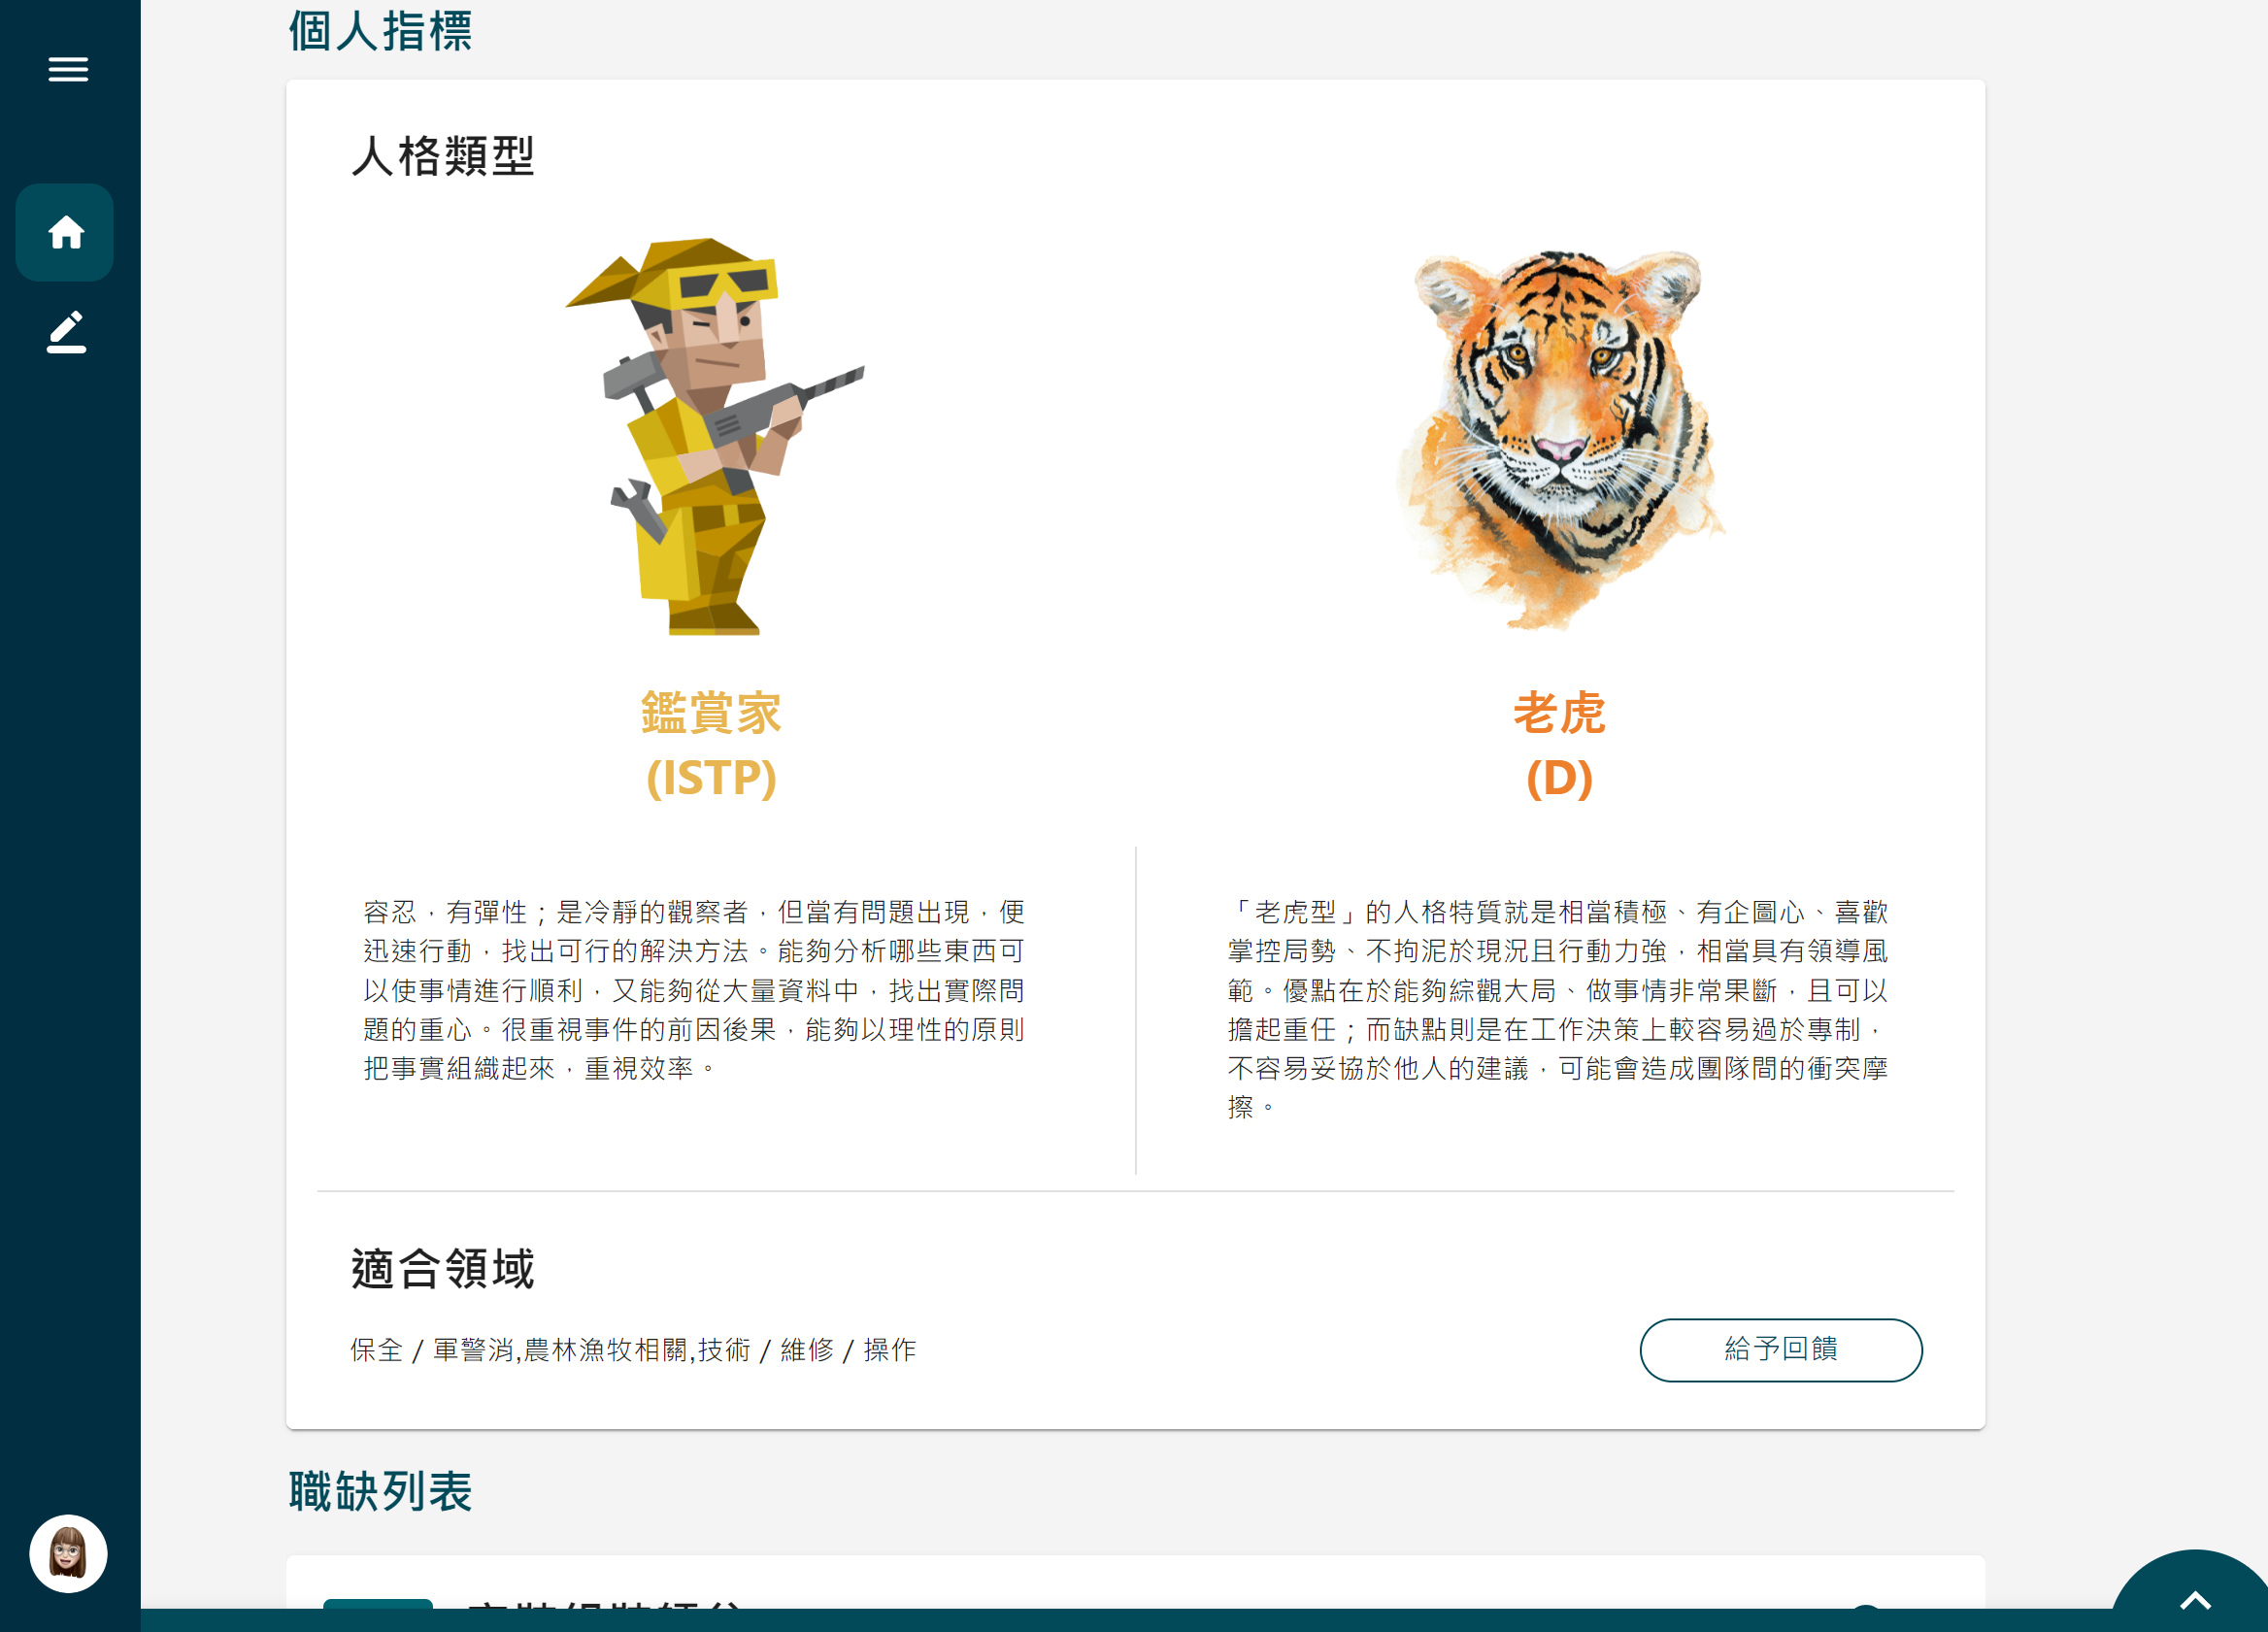 個人指標
人格類型
鑑賞家
(ISTP)
容忍，有彈性；是冷靜的觀察者，但當有問題出現，便
迅速行動，找出可行的解決方法。能夠分析哪些東西可
以使事情進行順利，又能夠從大量資料中，找出實際問
題的重心。很重視事件的前因後果，能夠以理性的原則
把事實組織起來，重視效率。
老虎
(D)
「老虎型」的人格特質就是相當積極、有企圖心、喜歡
掌控局勢、不拘泥於現況且行動力強，相當具有領導風
範。優點在於能夠綜觀大局、做事情非常果斷，且可以
擔起重任；而缺點則是在工作決策上較容易過於專制，
不容易妥協於他人的建議，可能會造成團隊間的衝突摩
擦。
適合領域
保全 / 軍警消,農林漁牧相關,技術 / 維修 / 操作
給予回饋
職缺列表